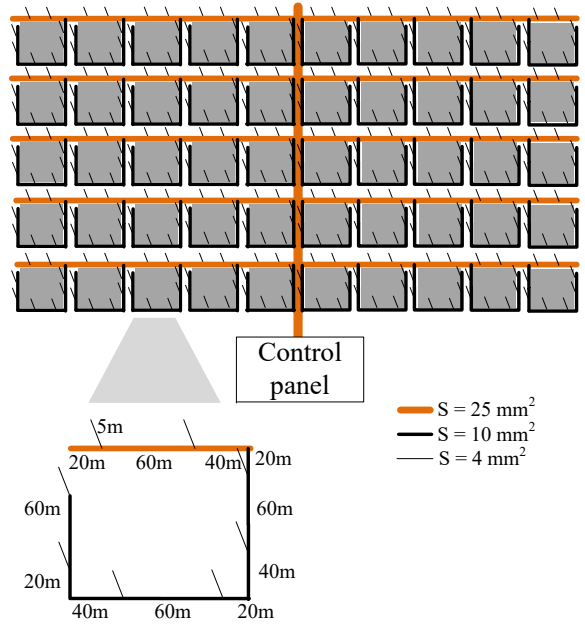 Control
panel
S = 25 mm²
S = 10 mm²
S = 4 mm²
5m
20m 60m 40m 20m
60m 60m
20m 40m
40m 60m 20m